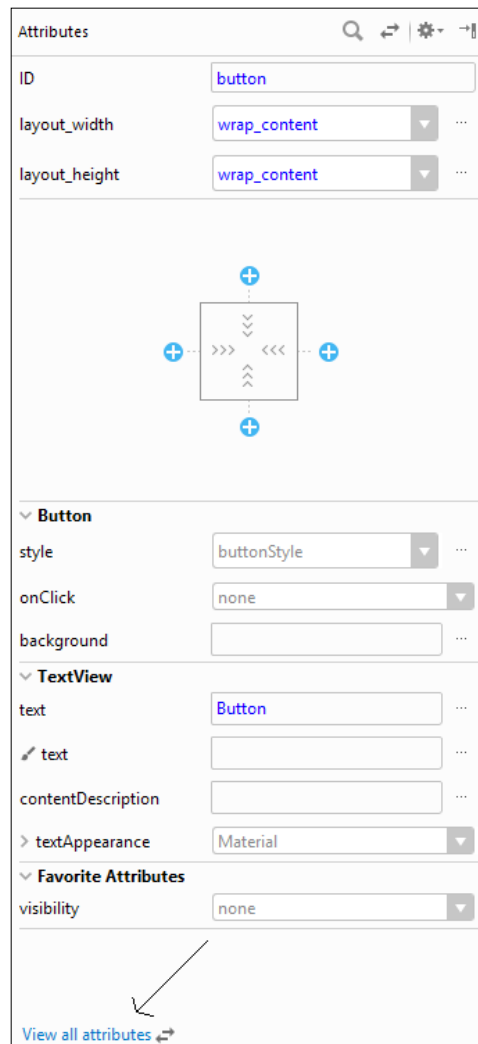 Attributes
ID button
layout_width wrap_content ...
layout_height wrap_content ...
Button
style buttonStyle ...
onClick none
background ...
TextView
text Button ...
text ...
contentDescription ...
textAppearance Material
Favorite Attributes
visibility none
View all attributes